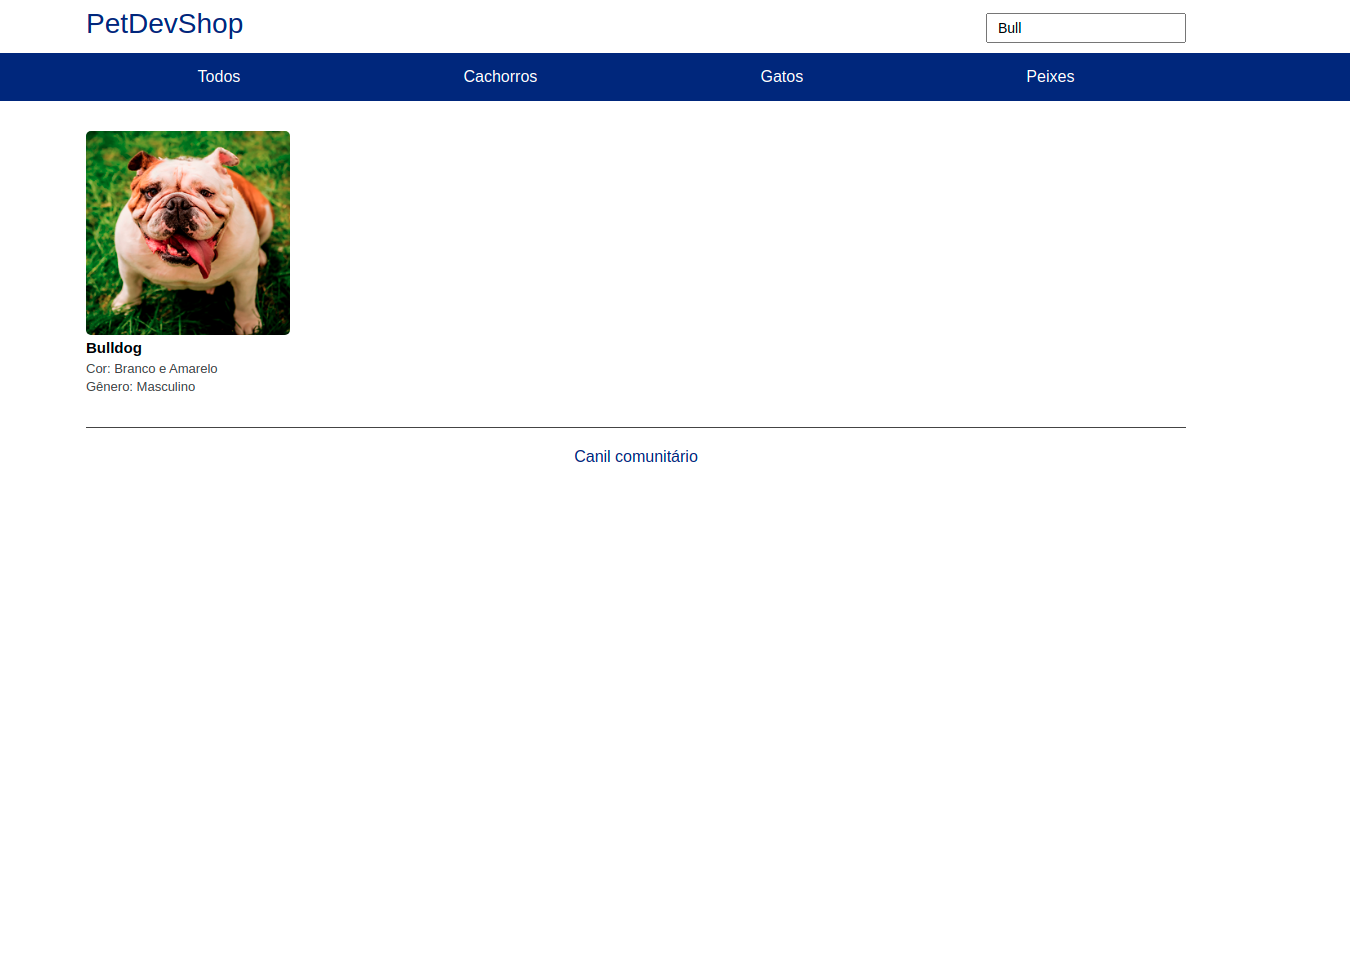 PetDevShop
Bull
Todos
Cachorros
Gatos
Peixes
Bulldog
Cor: Branco e Amarelo
Gênero: Masculino
Canil comunitário